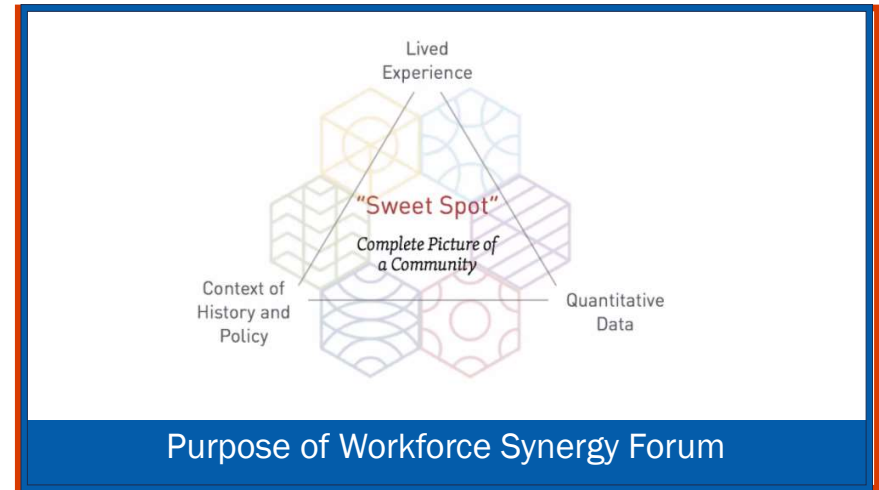 Lived
Experience
"Sweet Spot"
Complete Picture of
a Community
Context of
History and
Policy
Quantitative
Data
Purpose of Workforce Synergy Forum